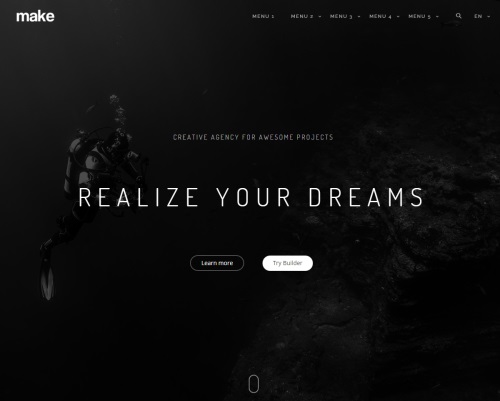 make
MENU 1 MENU 2 MENU 3 MENU 4 MENU 5 EN
CREATIVE AGENCY FOR AWESOME PROJECTS
REALIZE YOUR DREAMS
Learn more Try Builder